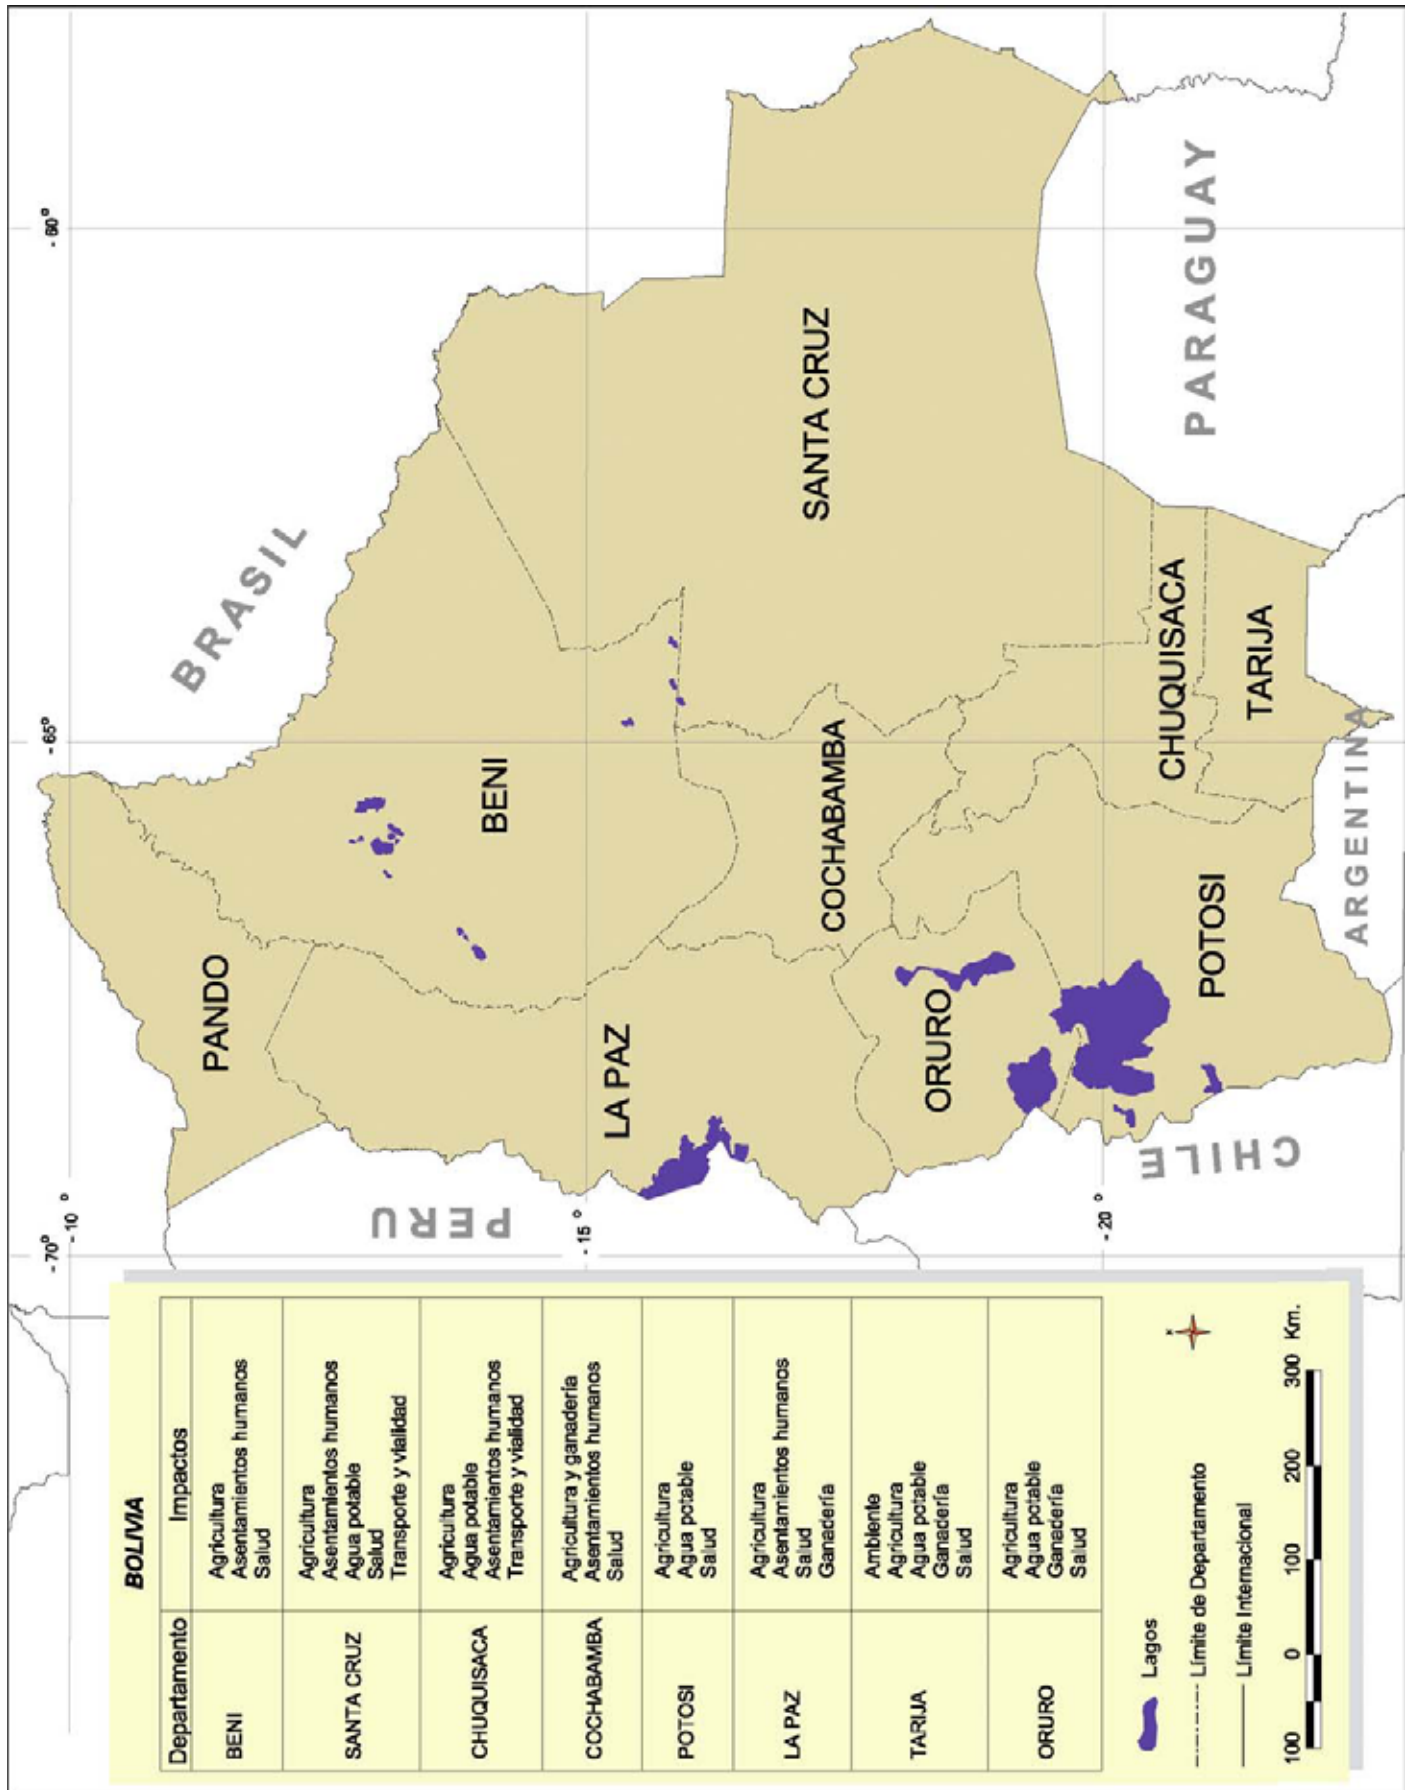 BOLIVIA
Departamento Impactos
BENI Agricultura
Asentamientos humanos
Salud
SANTA CRUZ Agricultura
Asentamientos humanos
Agua potable
Salud
Transporte y vialidad
CHUQUISACA Agricultura
Agua potable
Asentamientos humanos
Transporte y vialidad
COCHABAMBA Agricultura y ganadería
Asentamientos humanos
Salud
POTOSI Agricultura
Agua potable
Salud
LA PAZ Agricultura
Asentamientos humanos
Salud
Ganadería
TARIJA Ambiente
Agricultura
Agua potable
Ganadería
Salud
ORURO Agricultura
Agua potable
Ganadería
Salud
Lagos
Límite de Departamento
Límite Internacional
100 0 100 200 300 Km.
-70° -65° -60°
-10°
-15°
-20°
BRASIL
PERU
CHILE
ARGENTINA
PARAGUAY
PANDO
BENI
LA PAZ
SANTA CRUZ
COCHABAMBA
ORURO
CHUQUISACA
POTOSI
TARIJA